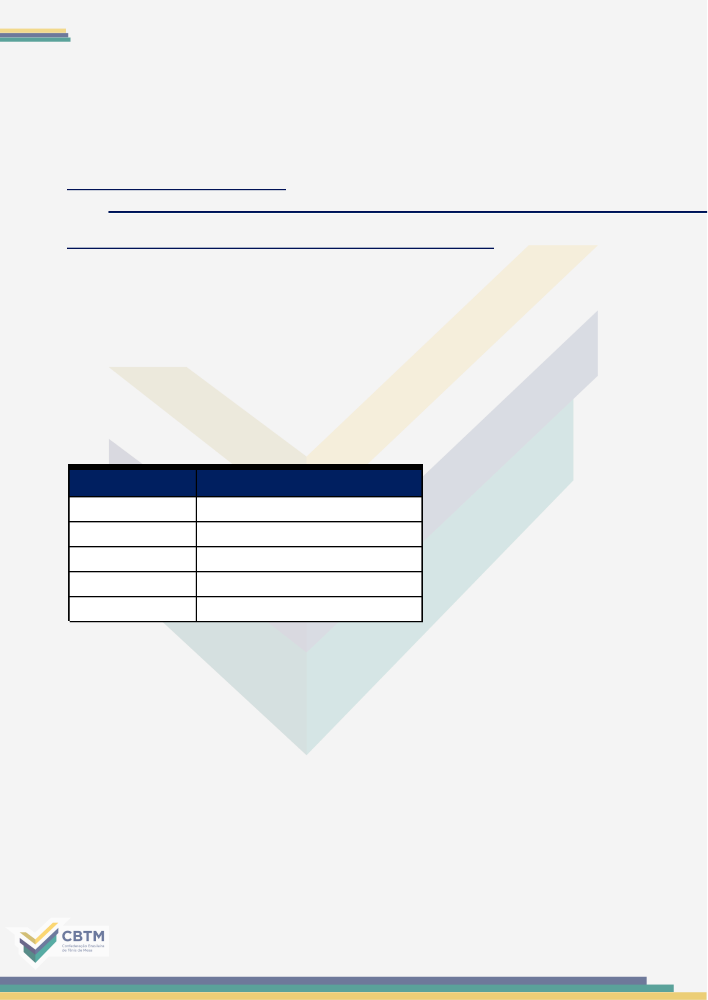 CBTM
Confederação Brasileira
de Tênis de Mesa